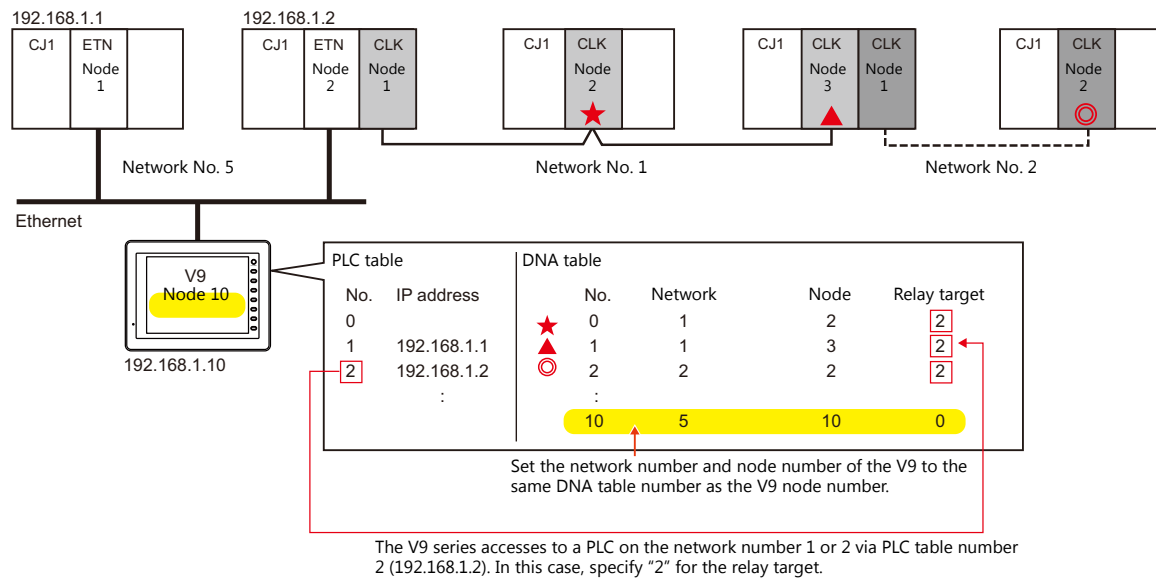 192.168.1.1
192.168.1.2
CJ1 ETN
Node
1
CJ1 ETN CLK
Node Node
2 1
CJ1 CLK
Node
2
CJ1 CLK CLK
Node Node
3 1
CJ1 CLK
Node
2
Network No. 5
Network No. 1
Network No. 2
Ethernet
V9
Node 10
192.168.1.10
PLC table
No. IP address
0
1 192.168.1.1
2 192.168.1.2
:
DNA table
No. Network Node Relay target
0 1 2 2
1 1 3 2
2 2 2 2
:
10 5 10 0
Set the network number and node number of the V9 to the
same DNA table number as the V9 node number.
The V9 series accesses to a PLC on the network number 1 or 2 via PLC table number
2 (192.168.1.2). In this case, specify “2” for the relay target.